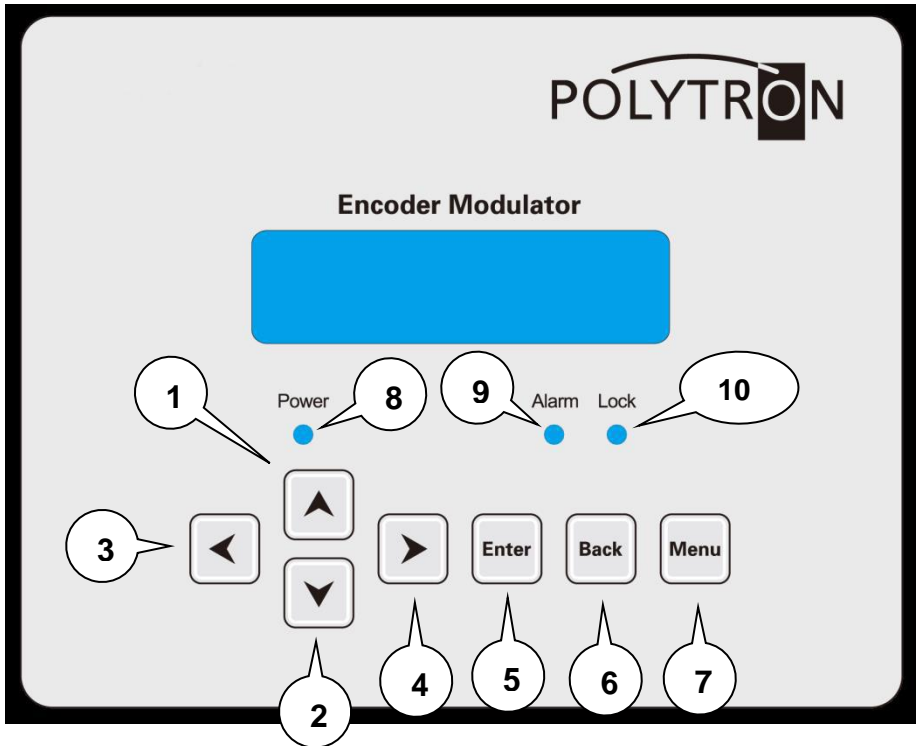 POLYTRON
Encoder Modulator
1
Power
8
9
Alarm
Lock
10
3
Enter
Back
Menu
2
4
5
6
7